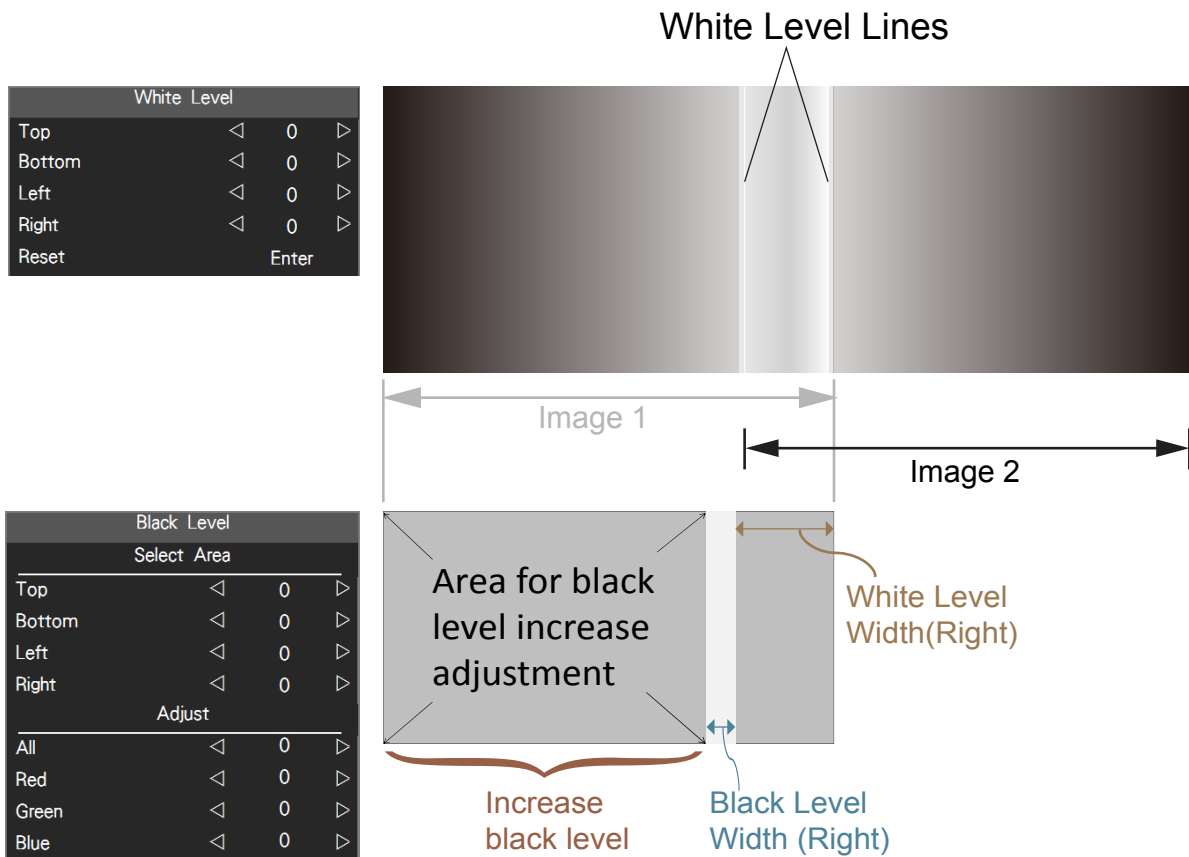 White Level Lines
White Level
Top ◁ 0 ▷
Bottom ◁ 0 ▷
Left ◁ 0 ▷
Right ◁ 0 ▷
Reset Enter
Image 1
Image 2
Black Level
Select Area
Top ◁ 0 ▷
Bottom ◁ 0 ▷
Left ◁ 0 ▷
Right ◁ 0 ▷
Adjust
All ◁ 0 ▷
Red ◁ 0 ▷
Green ◁ 0 ▷
Blue ◁ 0 ▷
Area for black
level increase
adjustment
White Level
Width(Right)
Increase
black level
Black Level
Width (Right)